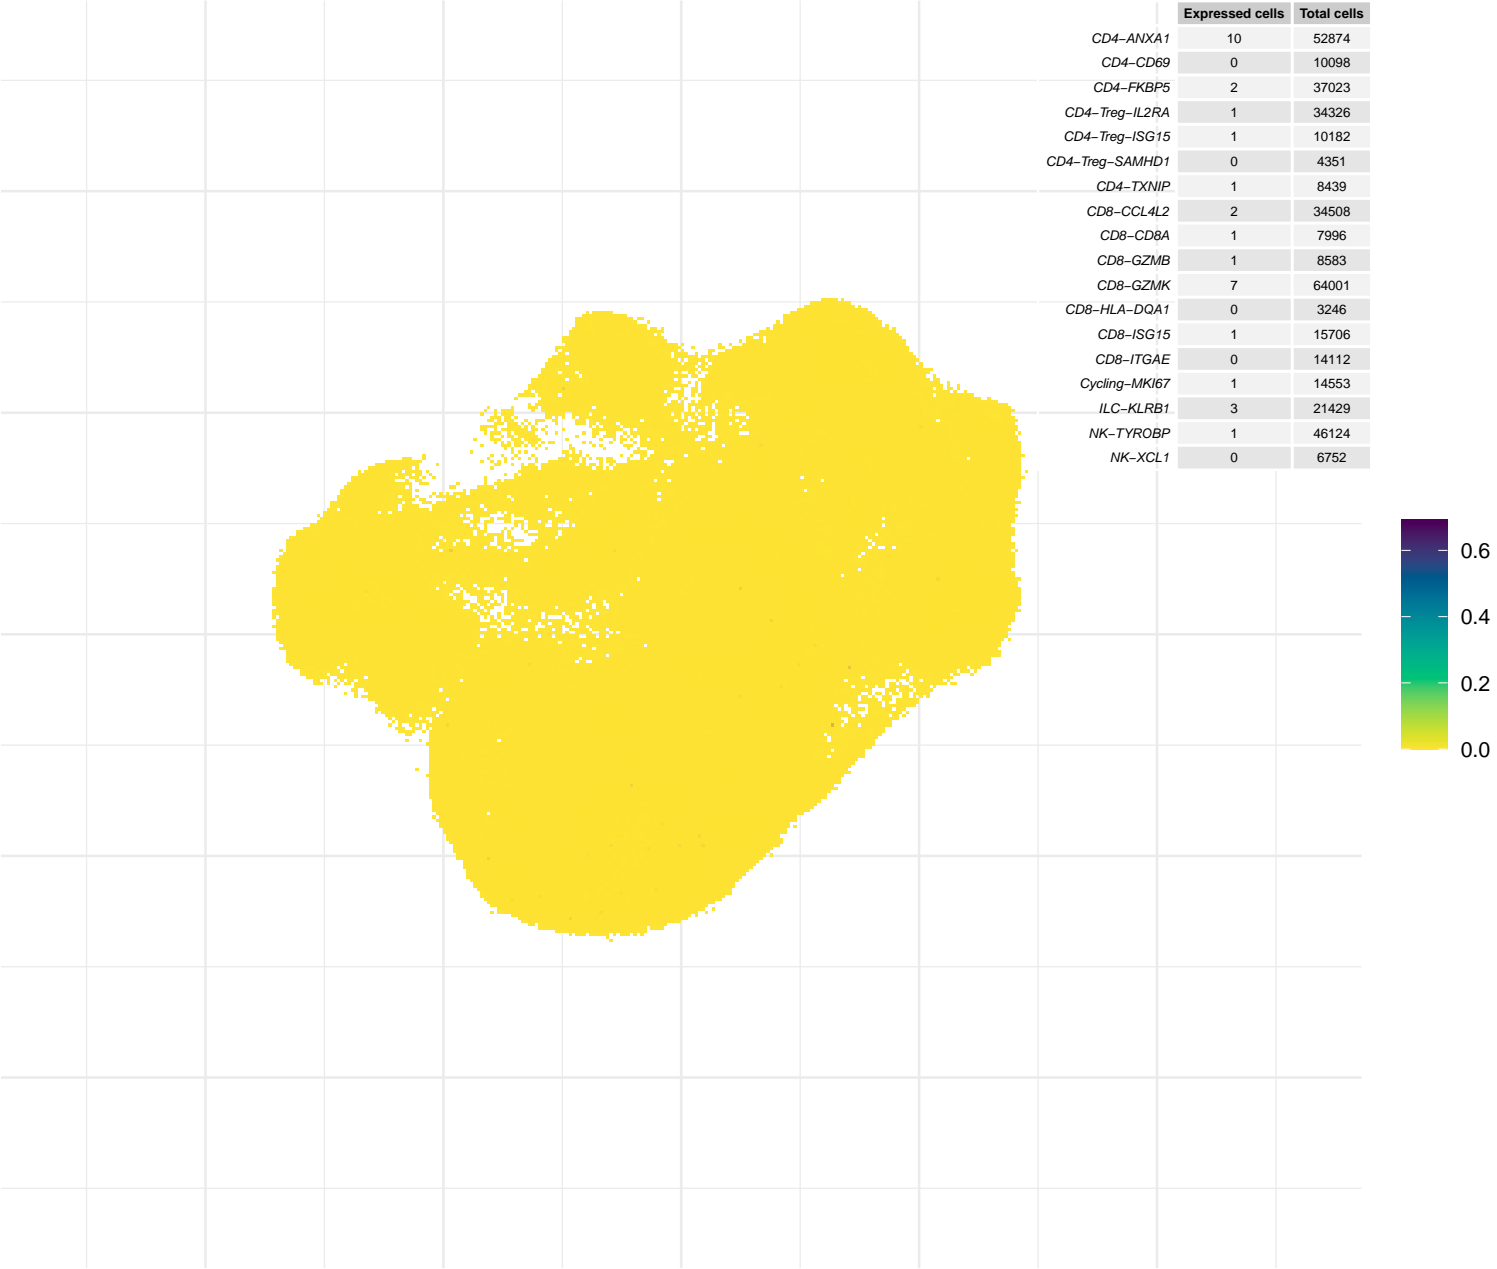 Expressed cells Total cells
CD4−ANXA1 10 52874
CD4−CD69 0 10098
CD4−FKBP5 2 37023
CD4−Treg−IL2RA 1 34326
CD4−Treg−ISG15 1 10182
CD4−Treg−SAMHD1 0 4351
CD4−TXNIP 1 8439
CD8−CCL4L2 2 34508
CD8−CD8A 1 7996
CD8−GZMB 1 8583
CD8−GZMK 7 64001
CD8−HLA−DQA1 0 3246
CD8−ISG15 1 15706
CD8−ITGAE 0 14112
Cycling−MKI67 1 14553
ILC−KLRB1 3 21429
NK−TYROBP 1 46124
NK−XCL1 0 6752
0.6
0.4
0.2
0.0